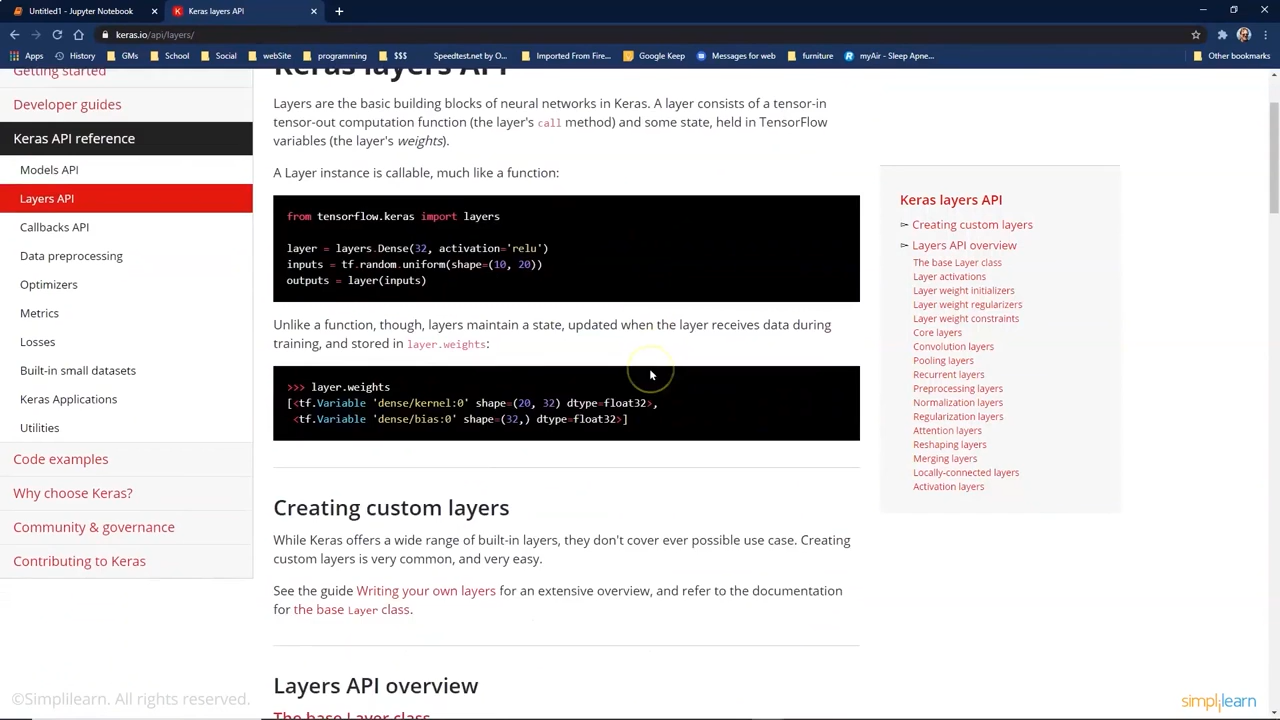 Untitled1 - Jupyter Notebook
Keras layers API
keras.io/api/layers/
Apps
History
GMs
School
Social
webSite
programming
$$$
Speedtest.net by Oo...
Imported From Fire...
Google Keep
Messages for web
furniture
myAir - Sleep Apne...
Other bookmarks
Getting started
Developer guides
Keras API reference
Models API
Layers API
Callbacks API
Data preprocessing
Optimizers
Metrics
Losses
Built-in small datasets
Keras Applications
Utilities
Code examples
Why choose Keras?
Community & governance
Contributing to Keras
Keras layers API
Layers are the basic building blocks of neural networks in Keras. A layer consists of a tensor-in
tensor-out computation function (the layer's call method) and some state, held in TensorFlow
variables (the layer's weights).
A Layer instance is callable, much like a function:
from tensorflow.keras import layers
layer = layers.Dense(32, activation='relu')
inputs = tf.random.uniform(shape=(10, 20))
outputs = layer(inputs)
Unlike a function, though, layers maintain a state, updated when the layer receives data during
training, and stored in layer.weights:
>>> layer.weights
[<tf.Variable 'dense/kernel:0' shape=(20, 32) dtype=float32>,
<tf.Variable 'dense/bias:0' shape=(32,) dtype=float32>]
Creating custom layers
While Keras offers a wide range of built-in layers, they don't cover ever possible use case. Creating
custom layers is very common, and very easy.
See the guide Writing your own layers for an extensive overview, and refer to the documentation
for the base Layer class.
Layers API overview
The base Layer class
Keras layers API
► Creating custom layers
► Layers API overview
The base Layer class
Layer activations
Layer weight initializers
Layer weight regularizers
Layer weight constraints
Core layers
Convolution layers
Pooling layers
Recurrent layers
Preprocessing layers
Normalization layers
Regularization layers
Attention layers
Reshaping layers
Merging layers
Locally-connected layers
Activation layers
©Simplilearn. All rights reserved.
simplilearn